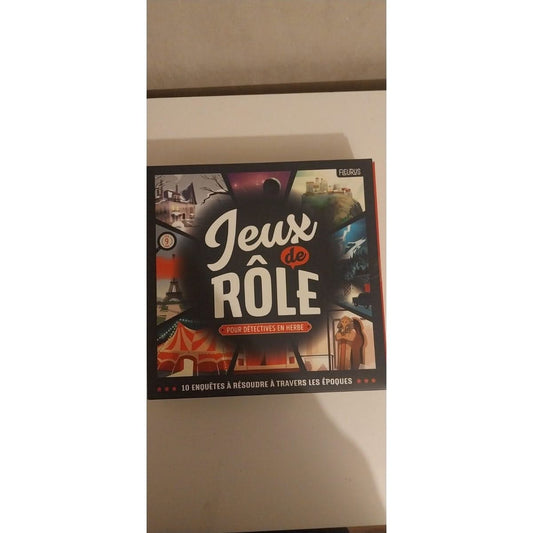 FLEURUS
Jeux
de
RÔLE
POUR DÉTECTIVES EN HERBE
10 ENQUÊTES À RÉSOUDRE À TRAVERS LES ÉPOQUES